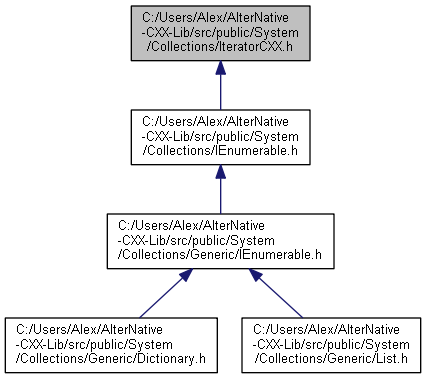 C:/Users/Alex/AlterNative
-CXX-Lib/src/public/System
/Collections/IteratorCXX.h
C:/Users/Alex/AlterNative
-CXX-Lib/src/public/System
/Collections/IEnumerable.h
C:/Users/Alex/AlterNative
-CXX-Lib/src/public/System
/Collections/Generic/IEnumerable.h
C:/Users/Alex/AlterNative
-CXX-Lib/src/public/System
/Collections/Generic/Dictionary.h
C:/Users/Alex/AlterNative
-CXX-Lib/src/public/System
/Collections/Generic/List.h